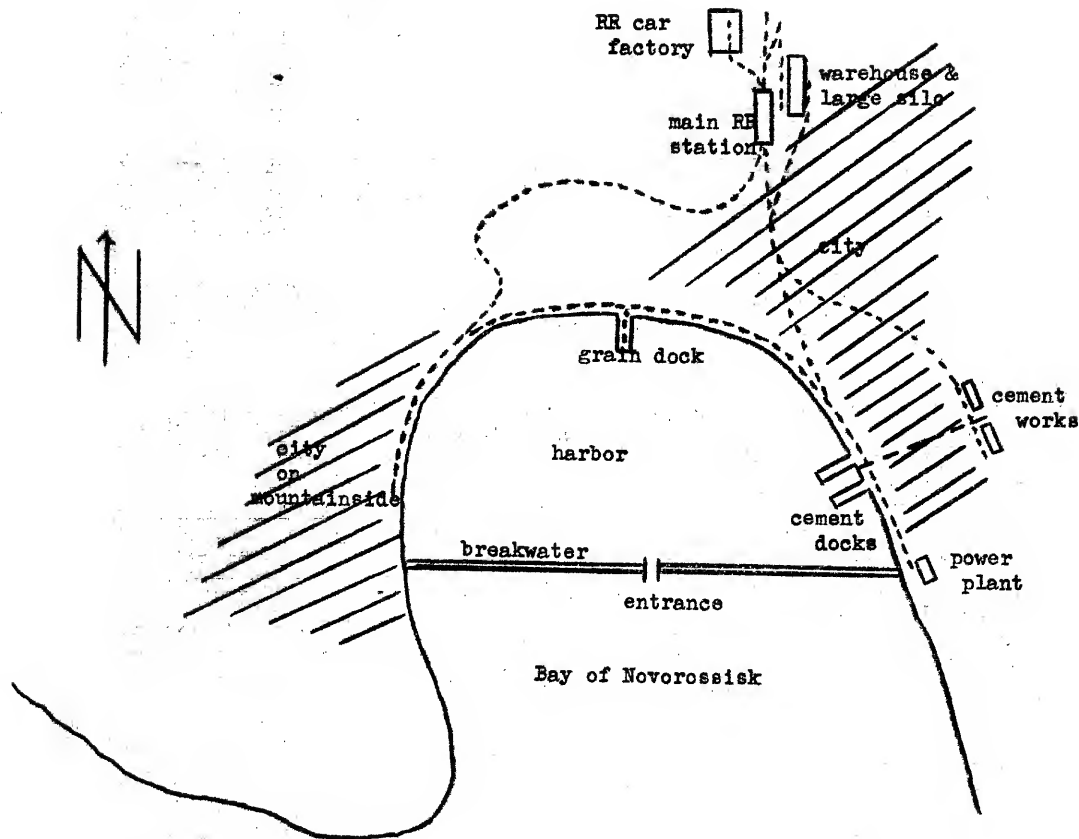 RR car
factory
warehouse &
large silo
main RR
station
city
N
grain dock
cement
works
city
on
mountainside
harbor
cement
docks
breakwater
power
plant
entrance
Bay of Novorossisk